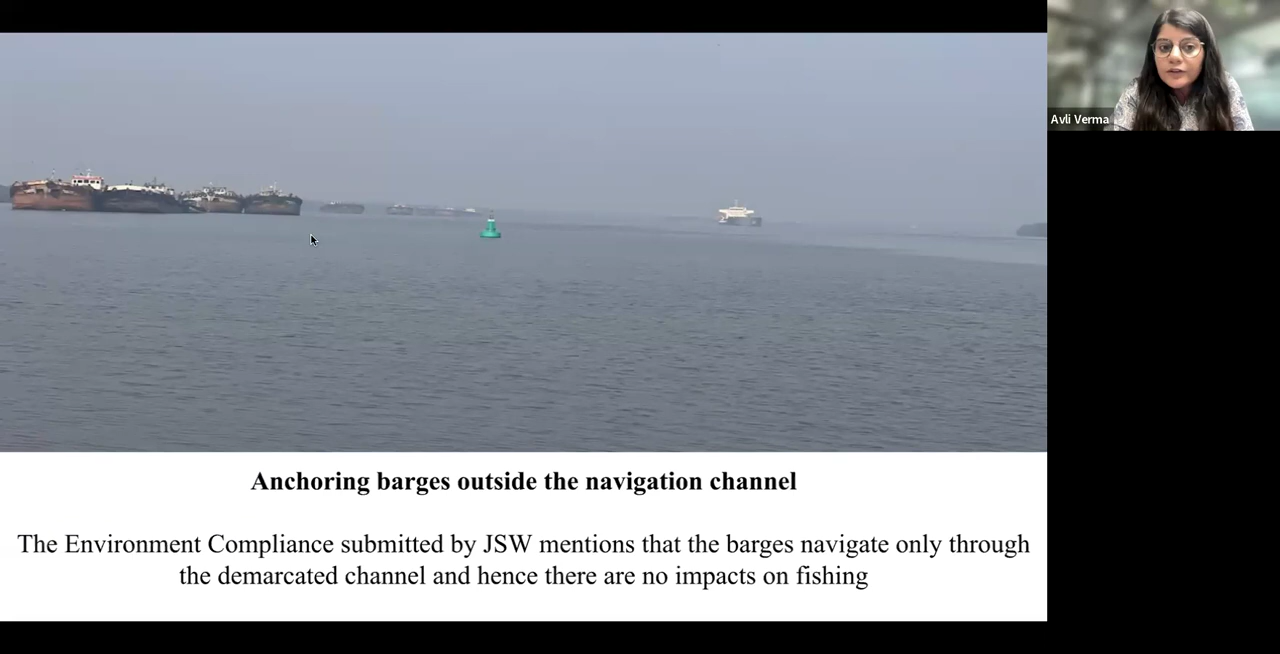 Avli Verma
Anchoring barges outside the navigation channel
The Environment Compliance submitted by JSW mentions that the barges navigate only through
the demarcated channel and hence there are no impacts on fishing